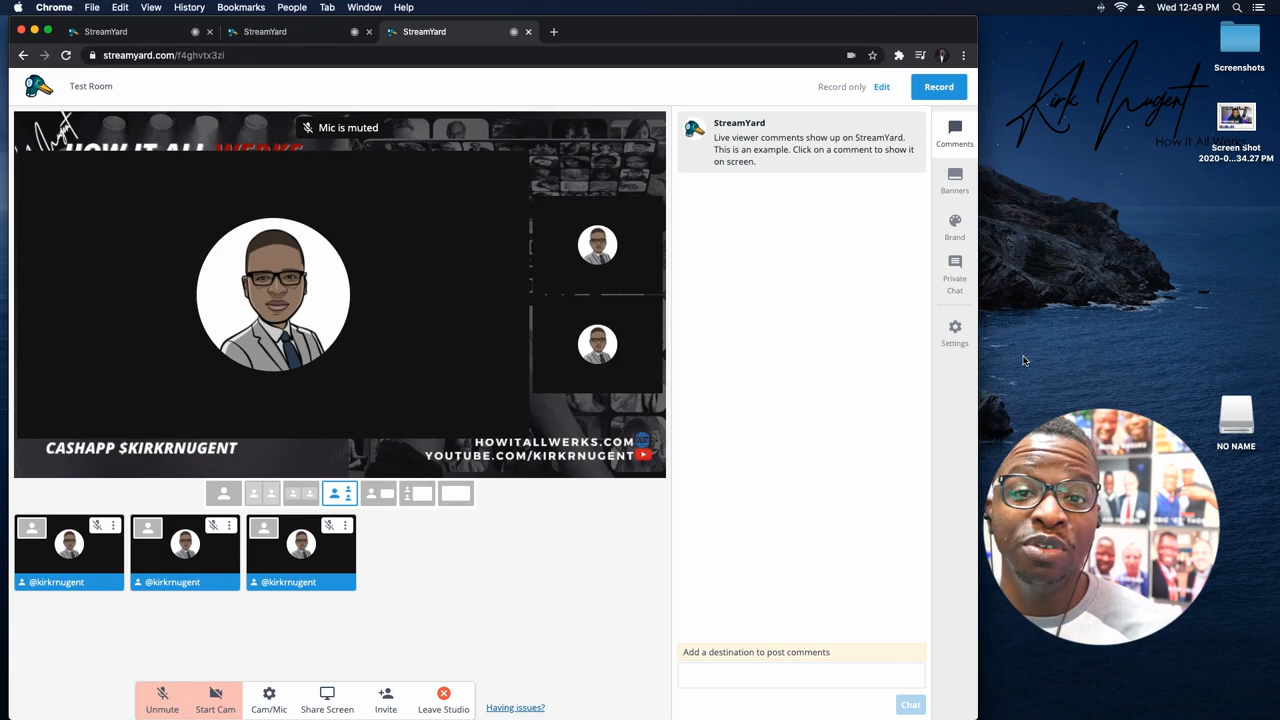 Chrome File Edit View History Bookmarks People Tab Window Help
Wed 12:49 PM
StreamYard
StreamYard
StreamYard
streamyard.com/f4ghvtx3zl
Test Room
Record only
Edit
Record
Mic is muted
HOW IT ALL WERKS
CASHAPP $KIRKRNUGENT
HOWITALLWERKS.COM
YOUTUBE.COM/KIRKRNUGENT
@kirkrnugent
@kirkrnugent
@kirkrnugent
Unmute
Start Cam
Cam/Mic
Share Screen
Invite
Leave Studio
Having issues?
StreamYard
Live viewer comments show up on StreamYard.
This is an example. Click on a comment to show it
on screen.
Add a destination to post comments
Chat
Comments
Banners
Brand
Private
Chat
Settings
Kirk Nugent
Screenshots
Screen Shot
2020-0...34.27 PM
NO NAME